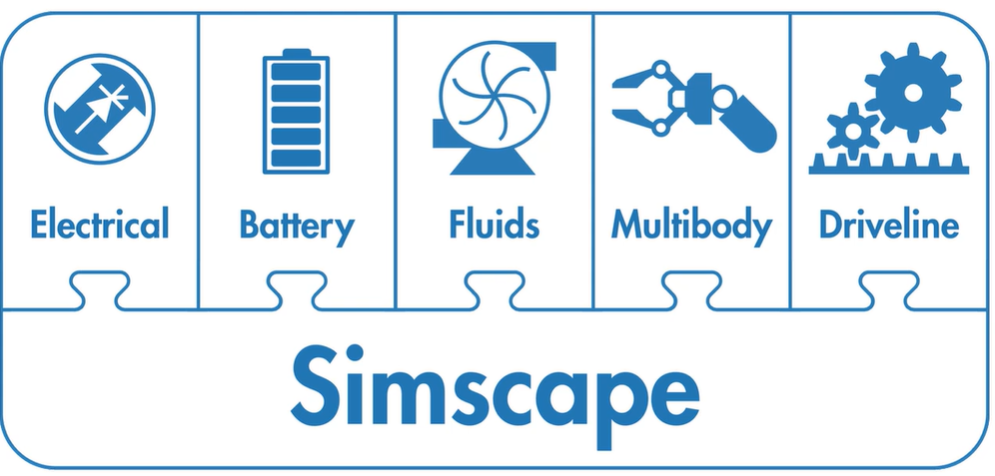 Electrical
Battery
Fluids
Multibody
Driveline
Simscape